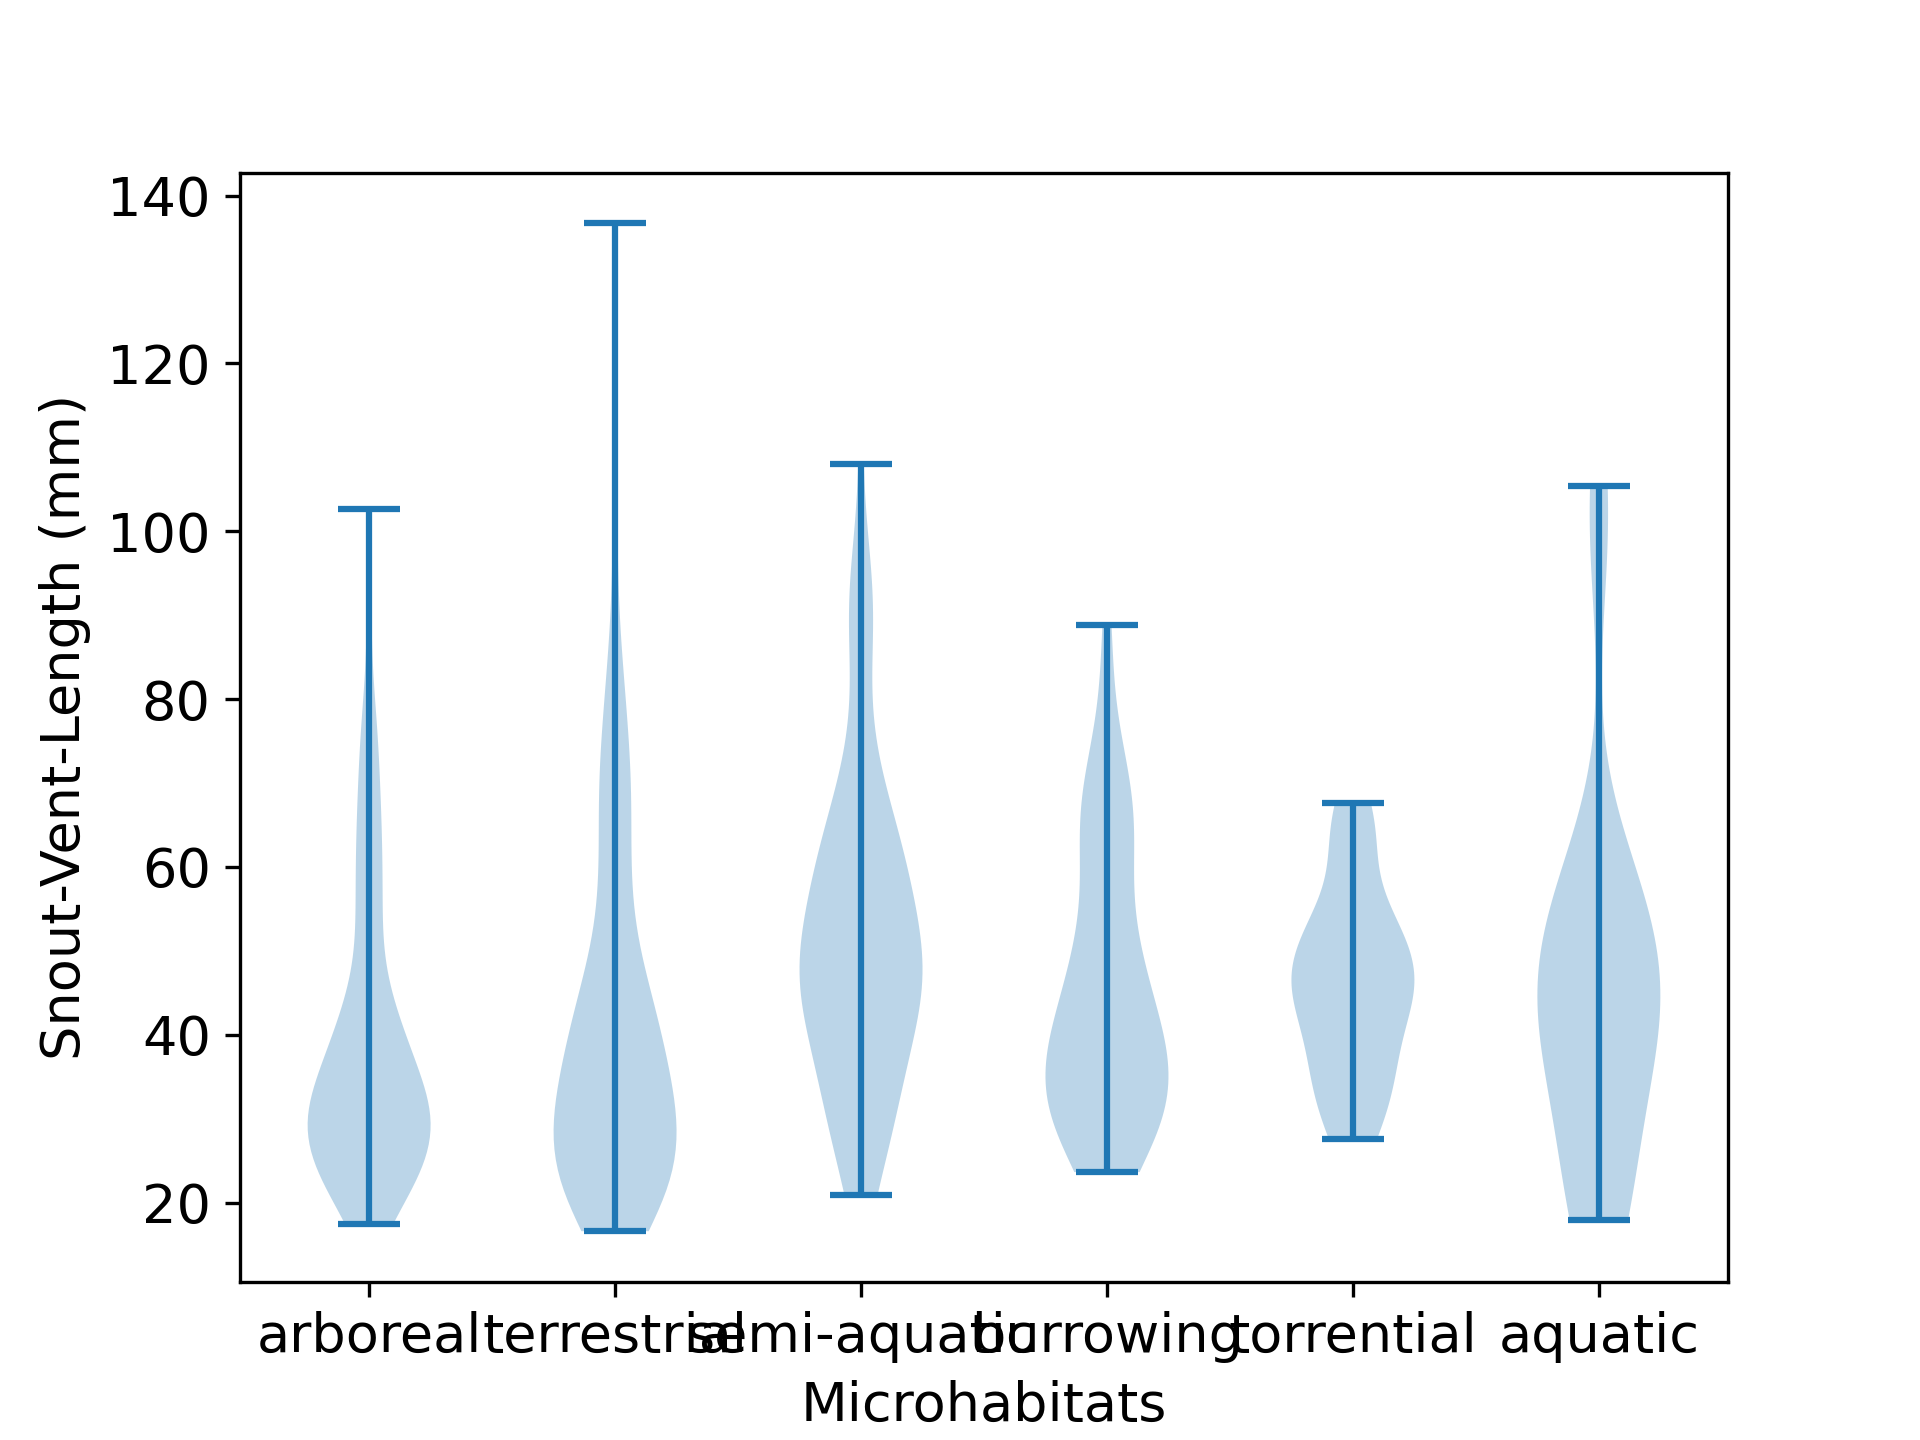 140
120
100
80
60
40
20
Snout-Vent-Length (mm)
arboreal terrestrial semi-aquatic burrowing torrential aquatic
Microhabitats